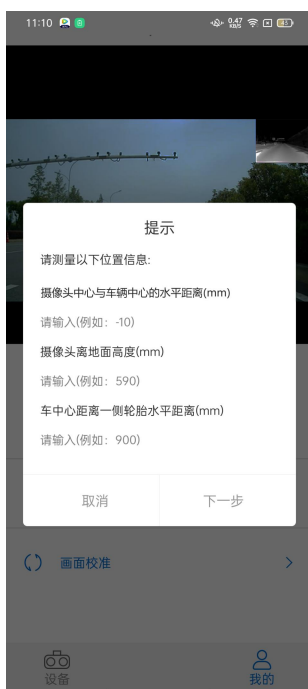 11:10
0.47
KB/S
提示
请测量以下位置信息:
摄像头中心与车辆中心的水平距离(mm)
请输入(例如：-10)
摄像头离地面高度(mm)
请输入(例如：590)
车中心距离一侧轮胎水平距离(mm)
请输入(例如：900)
取消
下一步
画面校准
设备
我的